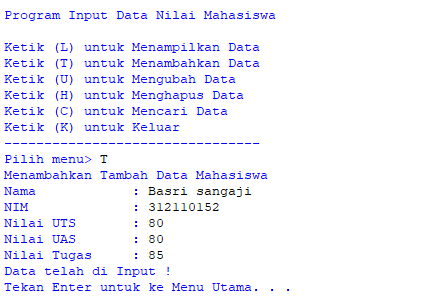 Program Input Data Nilai Mahasiswa
Ketik (L) untuk Menampilkan Data
Ketik (T) untuk Menambahkan Data
Ketik (U) untuk Mengubah Data
Ketik (H) untuk Menghapus Data
Ketik (C) untuk Mencari Data
Ketik (K) untuk Keluar
--------------------------------
Pilih menu> T
Menambahkan Tambah Data Mahasiswa
Nama            : Basri sangaji
NIM             : 312110152
Nilai UTS       : 80
Nilai UAS       : 80
Nilai Tugas     : 85
Data telah di Input !
Tekan Enter untuk ke Menu Utama. . .